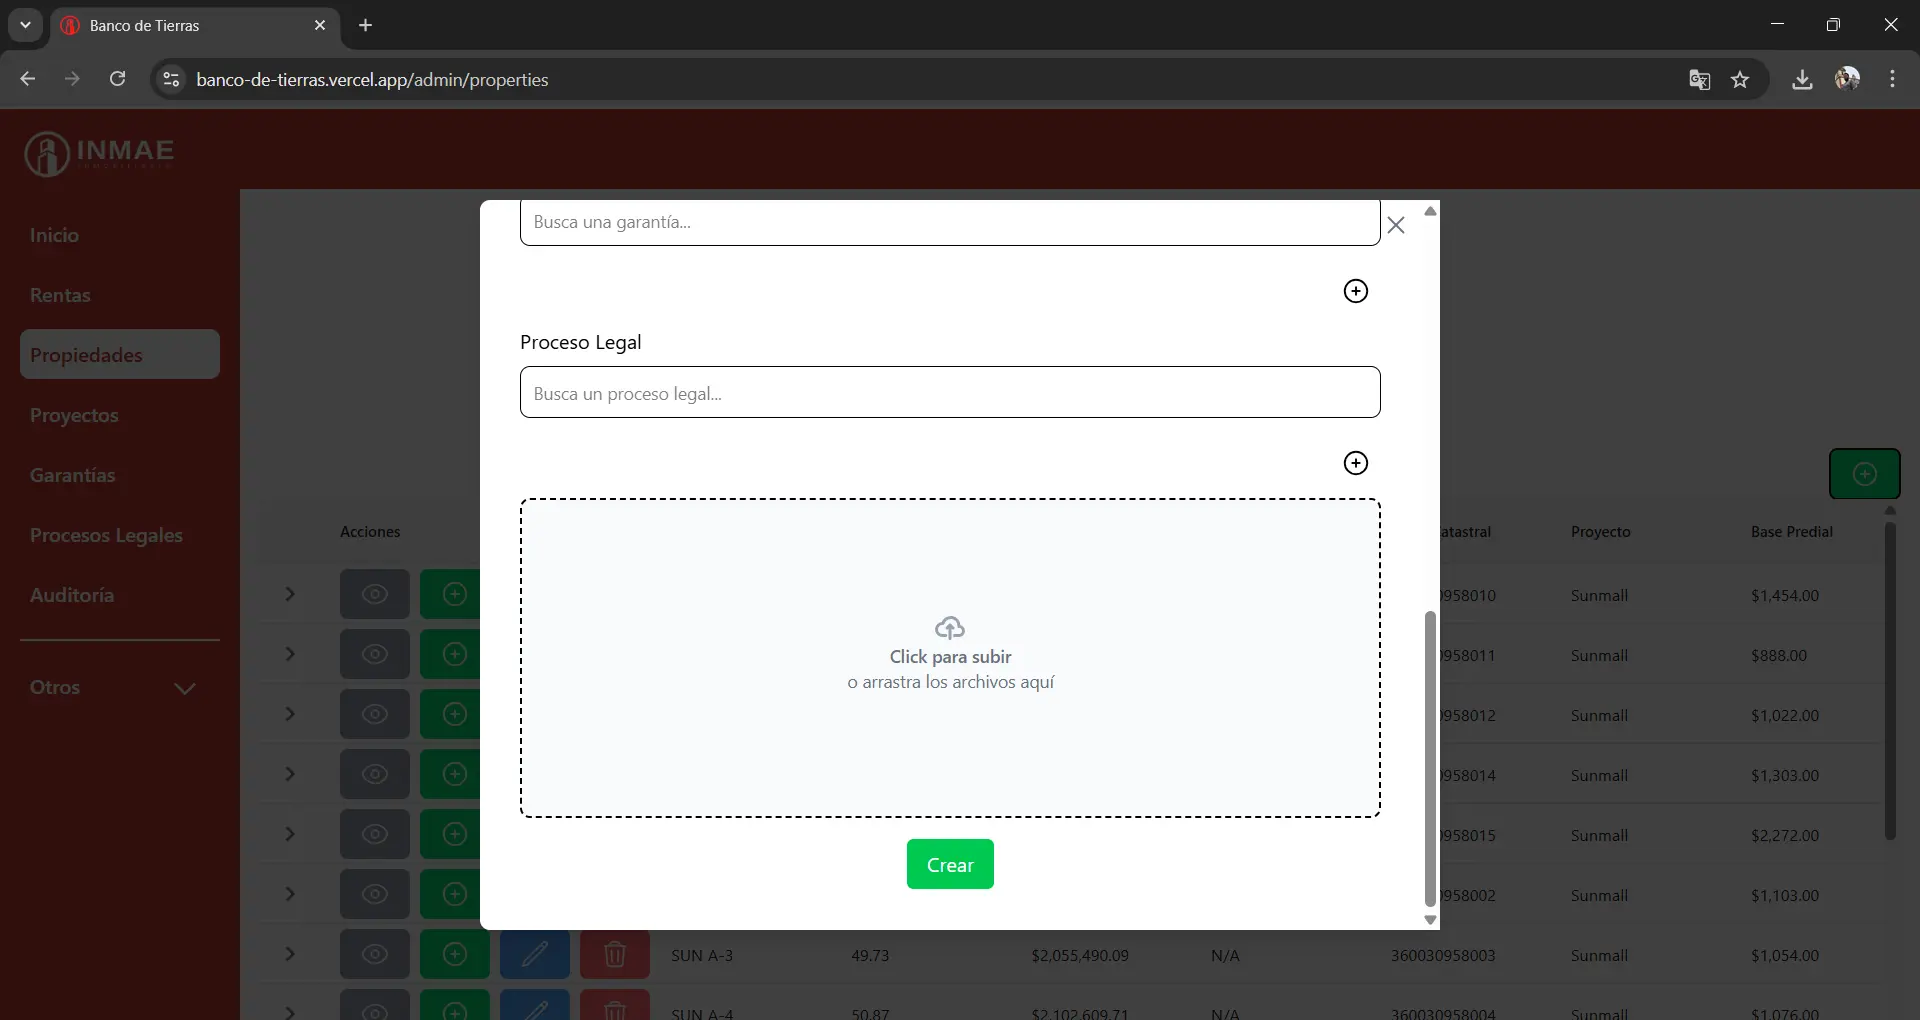 Banco de Tierras
banco-de-tierras.vercel.app/admin/properties
INMAE
Inicio
Rentas
Propiedades
Proyectos
Garantías
Procesos Legales
Auditoría
Otros
Busca una garantía...
Proceso Legal
Busca un proceso legal...
Click para subir
o arrastra los archivos aquí
Crear
Acciones atastral Proyecto Base Predial
958010 Sunmall $1,454.00
958011 Sunmall $888.00
958012 Sunmall $1,022.00
958014 Sunmall $1,303.00
958015 Sunmall $2,272.00
958002 Sunmall $1,103.00
SUN A-3 49.73 $2,055,490.09 N/A 360030958003 Sunmall $1,054.00
SUN A-4 50.87 $2,102,609.71 N/A 360030958004 Sunmall $1,076.00